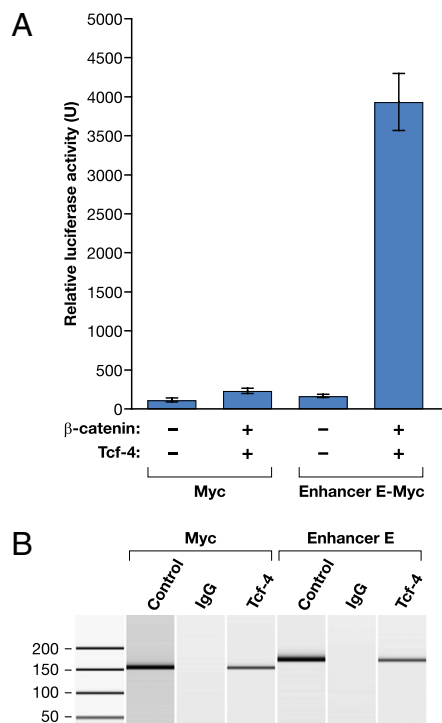 A
Relative luciferase activity (U)
5000
4500
4000
3500
3000
2500
2000
1500
1000
500
0
β-catenin: – + – +
Tcf-4: – + – +
Myc Enhancer E-Myc
B
Myc Enhancer E
Control IgG Tcf-4 Control IgG Tcf-4
200
150
100
50